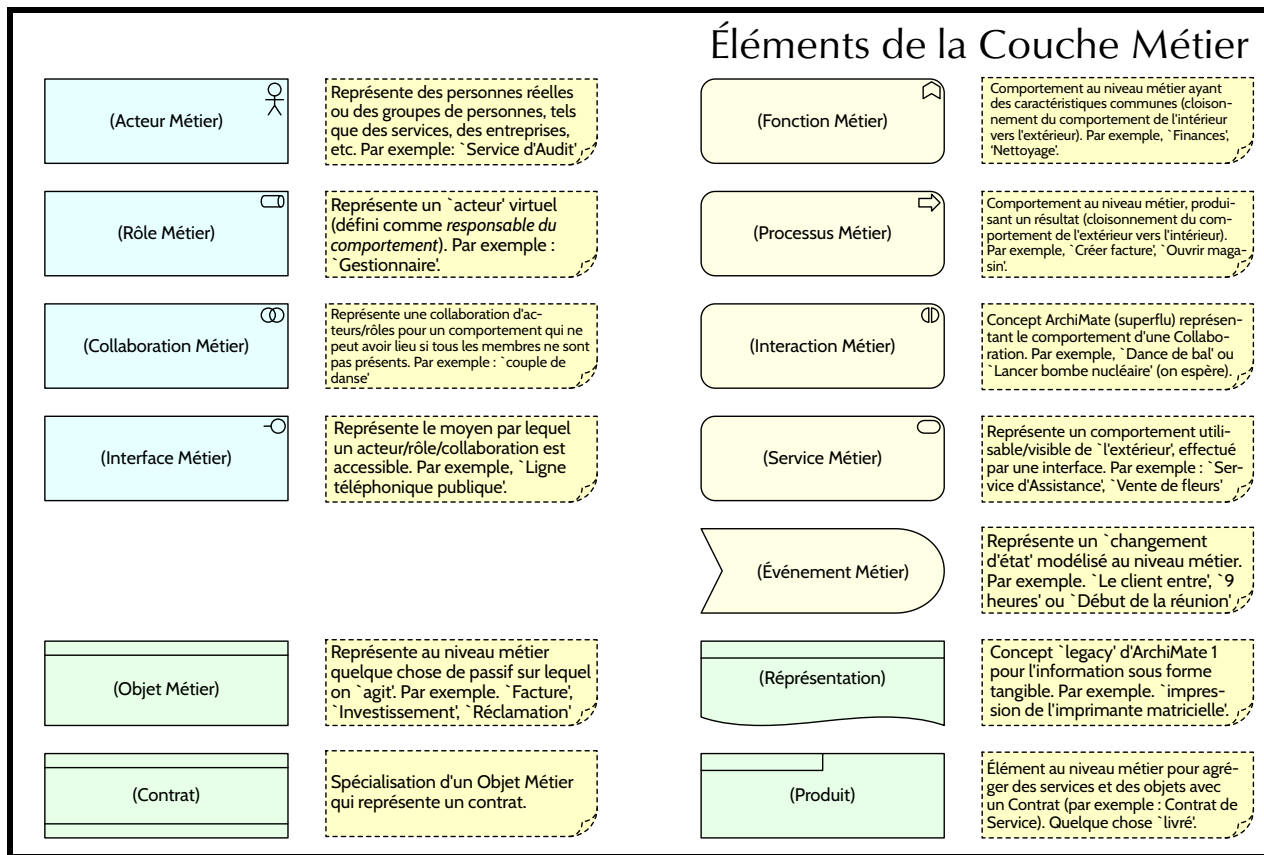 Éléments de la Couche Métier
(Acteur Métier)
Représente des personnes réelles
ou des groupes de personnes, tels
que des services, des entreprises,
etc. Par exemple: `Service d'Audit'
(Fonction Métier)
Comportement au niveau métier ayant
des caractéristiques communes (cloison-
nement du comportement de l'intérieur
vers l'extérieur). Par exemple, `Finances',
'Nettoyage'.
(Rôle Métier)
Représente un `acteur' virtuel
(défini comme responsable du
comportement). Par exemple :
`Gestionnaire'.
(Processus Métier)
Comportement au niveau métier, produi-
sant un résultat (cloisonnement du com-
portement de l'extérieur vers l'intérieur).
Par exemple, `Créer facture', `Ouvrir maga-
sin'.
(Collaboration Métier)
Représente une collaboration d'ac-
teurs/rôles pour un comportement qui ne
peut avoir lieu si tous les membres ne sont
pas présents. Par exemple : `couple de
danse'
(Interaction Métier)
Concept ArchiMate (superflu) représen-
tant le comportement d'une Collabo-
ration. Par exemple, `Dance de bal' ou
`Lancer bombe nucléaire' (on espère).
(Interface Métier)
Représente le moyen par lequel
un acteur/rôle/collaboration est
accessible. Par exemple, `Ligne
téléphonique publique'.
(Service Métier)
Représente un comportement utili-
sable/visible de `l'extérieur', effectué
par une interface. Par exemple : `Ser-
vice d'Assistance', `Vente de fleurs'
(Événement Métier)
Représente un `changement
d'état' modélisé au niveau métier.
Par exemple. `Le client entre', `9
heures' ou `Début de la réunion'
(Objet Métier)
Représente au niveau métier
quelque chose de passif sur lequel
on `agit'. Par exemple. `Facture',
`Investissement', `Réclamation'
(Réprésentation)
Concept `legacy' d'ArchiMate 1
pour l'information sous forme
tangible. Par exemple. `impres-
sion de l'imprimante matricielle'.
(Contrat)
Spécialisation d'un Objet Métier
qui représente un contrat.
(Produit)
Élément au niveau métier pour agré-
ger des services et des objets avec
un Contrat (par exemple : Contrat de
Service). Quelque chose `livré'.